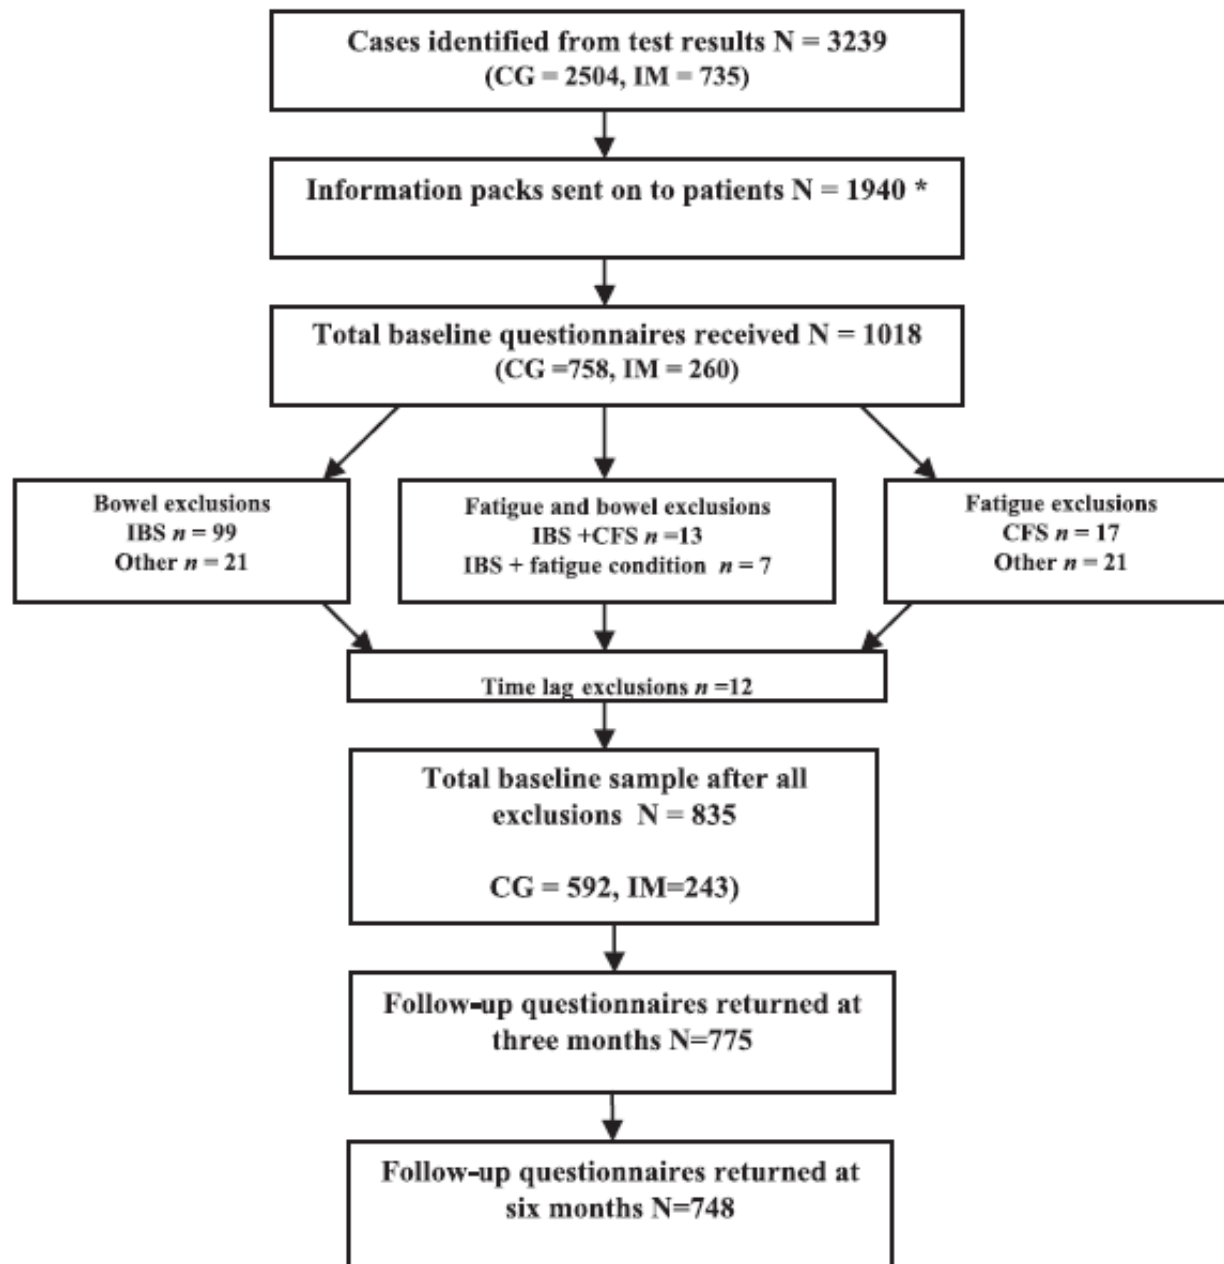 Cases identified from test results N = 3239
(CG = 2504, IM = 735)
Information packs sent on to patients N = 1940 *
Total baseline questionnaires received N = 1018
(CG =758, IM = 260)
Bowel exclusions
IBS n = 99
Other n = 21
Fatigue and bowel exclusions
IBS +CFS n =13
IBS + fatigue condition n = 7
Fatigue exclusions
CFS n = 17
Other n = 21
Time lag exclusions n =12
Total baseline sample after all
exclusions N = 835
CG = 592, IM=243)
Follow-up questionnaires returned at
three months N=775
Follow-up questionnaires returned at
six months N=748